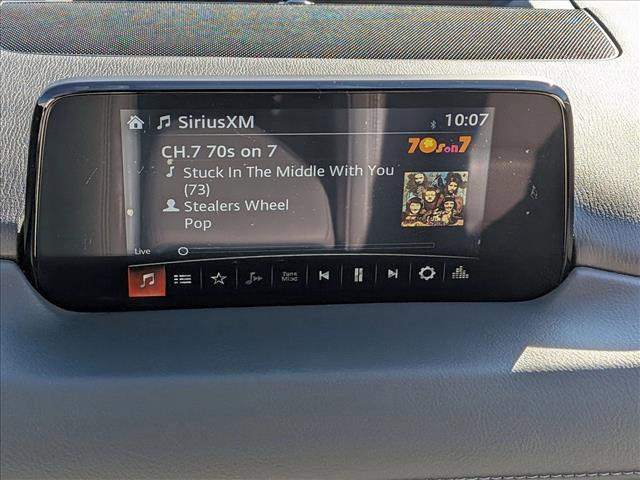 SiriusXM 10:07
CH.7 70s on 7 70s on 7
Stuck In The Middle With You
(73)
Stealers Wheel
Pop
Live
Tune
Mix: